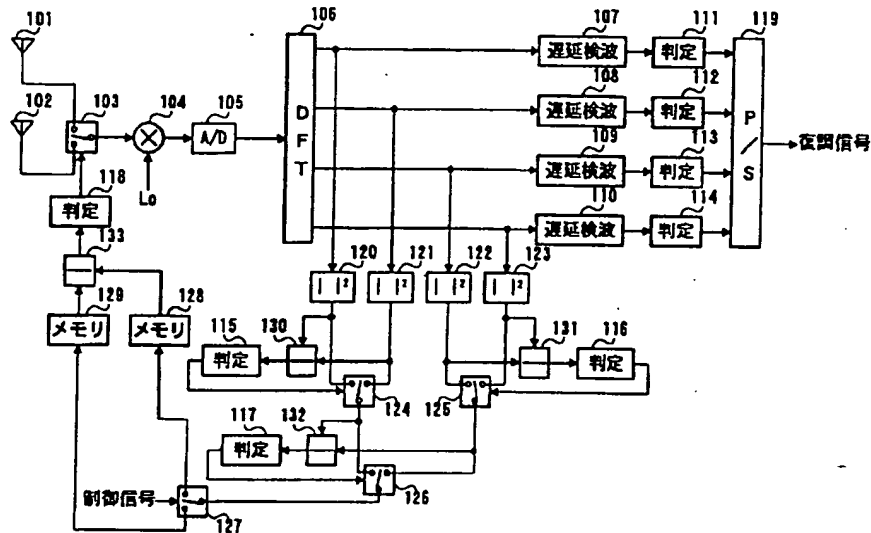 101
102
103
104
105
106
107
108
109
110
111
112
113
114
119
A/D
D
F
T
遅延検波
判定
遅延検波
判定
遅延検波
判定
遅延検波
判定
P
/
S
復調信号
Lo
118
判定
133
129
128
メモリ
メモリ
120
121
122
123
| |²
| |²
| |²
| |²
115
判定
130
131
116
判定
124
125
117
判定
132
126
制御信号
127